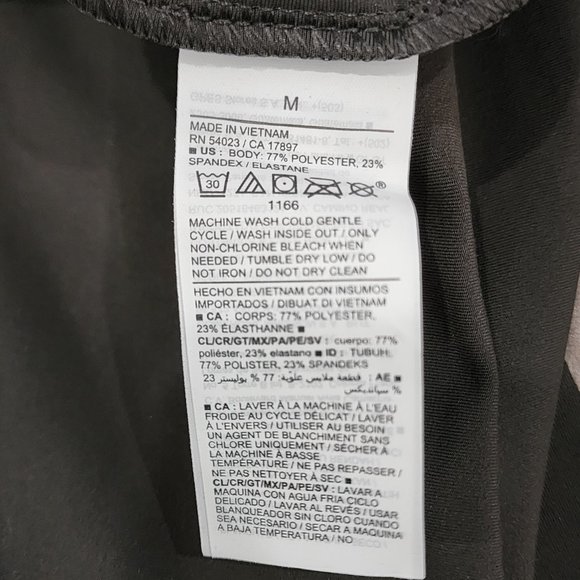 M
MADE IN VIETNAM
RN 54023 / CA 17897
■ US : BODY: 77% POLYESTER, 23%
SPANDEX / ELASTANE
30
®
1166
MACHINE WASH COLD GENTLE
CYCLE / WASH INSIDE OUT / ONLY
NON-CHLORINE BLEACH WHEN
NEEDED / TUMBLE DRY LOW / DO
NOT IRON / DO NOT DRY CLEAN
HECHO EN VIETNAM CON INSUMOS
IMPORTADOS / DIBUAT DI VIETNAM
■ CA : CORPS: 77% POLYESTER,
23% ÉLASTHANNE ■
CL/CR/GT/MX/PA/PE/SV : cuerpo: 77%
poliéster, 23% elastano ■ ID : TUBUH:
77% POLISTER, 23% SPANDEKS
■ AE : قطعة ملابس علوية: 77 % بوليستر 23
% سباندكس
■ CA : LAVER À LA MACHINE À L'EAU
FROIDE AU CYCLE DÉLICAT / LAVER
À L'ENVERS / UTILISER AU BESOIN
UN AGENT DE BLANCHIMENT SANS
CHLORE UNIQUEMENT / SÉCHER À
LA MACHINE À BASSE
TEMPÉRATURE / NE PAS REPASSER /
NE PAS NETTOYER À SEC ■
CL/CR/GT/MX/PA/PE/SV : LAVAR A
MAQUINA CON AGUA FRIA CICLO
DELICADO / LAVAR AL REVÉS / USAR
BLANQUEADOR SIN CLORO CUANDO
SEA NECESARIO / SECAR A MAQUINA
A BAJA TEMPERATURA / NO